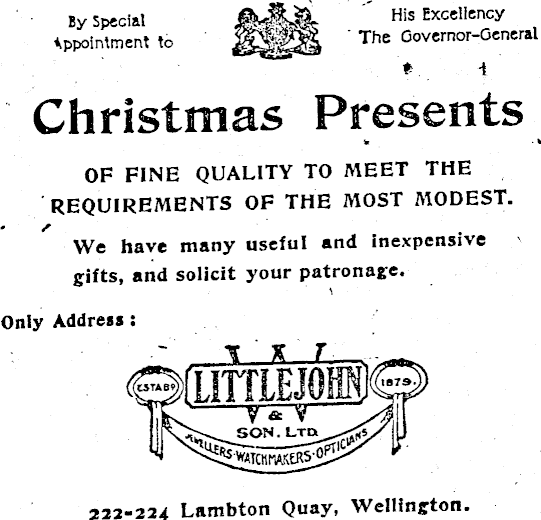 By Special
Appointment to
His Excellency
The Governor-General
Christmas Presents
OF FINE QUALITY TO MEET THE
REQUIREMENTS OF THE MOST MODEST.
We have many useful and inexpensive
gifts, and solicit your patronage.
Only Address:
W
ESTABD
LITTLEJOHN
1879.
& SON. LTD
JEWELLERS·WATCHMAKERS·OPTICIANS
222-224 Lambton Quay, Wellington.